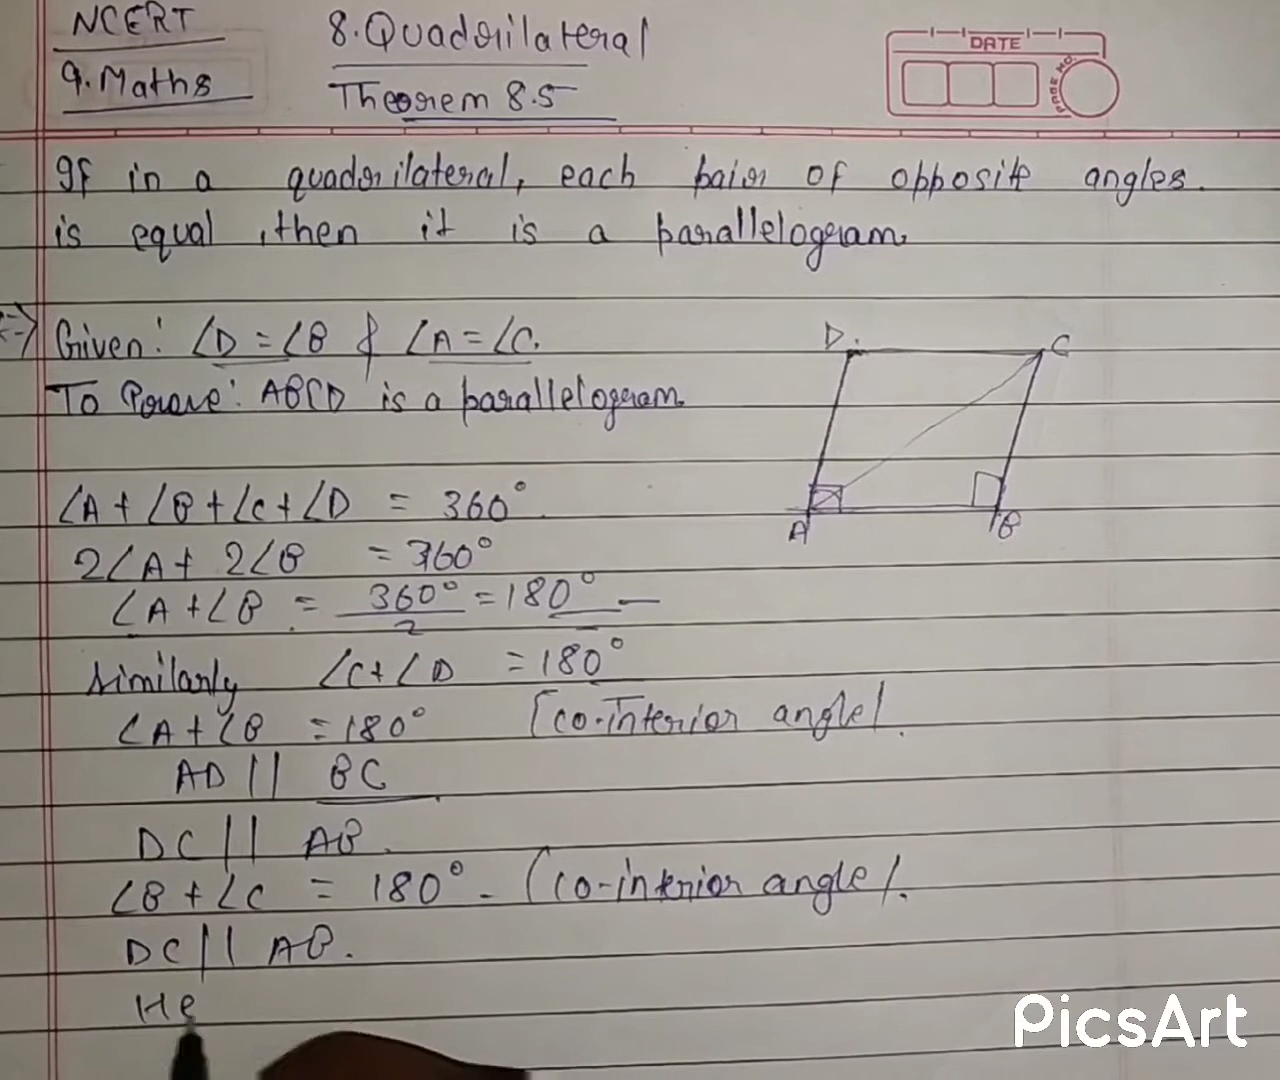 NCERT
9. Maths
8. Quadrilateral
Theorem 8.5
DATE
PAGE NO.
If in a quadrilateral, each pair of opposite angles.
is equal, then it is a parallelogram.
Given: ∠D = ∠B & ∠A = ∠C.
To Prove: ABCD is a parallelogram.
D C
A B
∠A + ∠B + ∠C + ∠D = 360°
2∠A + 2∠B = 360°
∠A + ∠B = 360°/2 = 180° —
Similarly ∠C + ∠D = 180°
∠A + ∠B = 180° (co-interior angle).
AD || BC
DC || AB.
∠B + ∠C = 180° - (co-interior angle).
DC || AB.
He
PicsArt